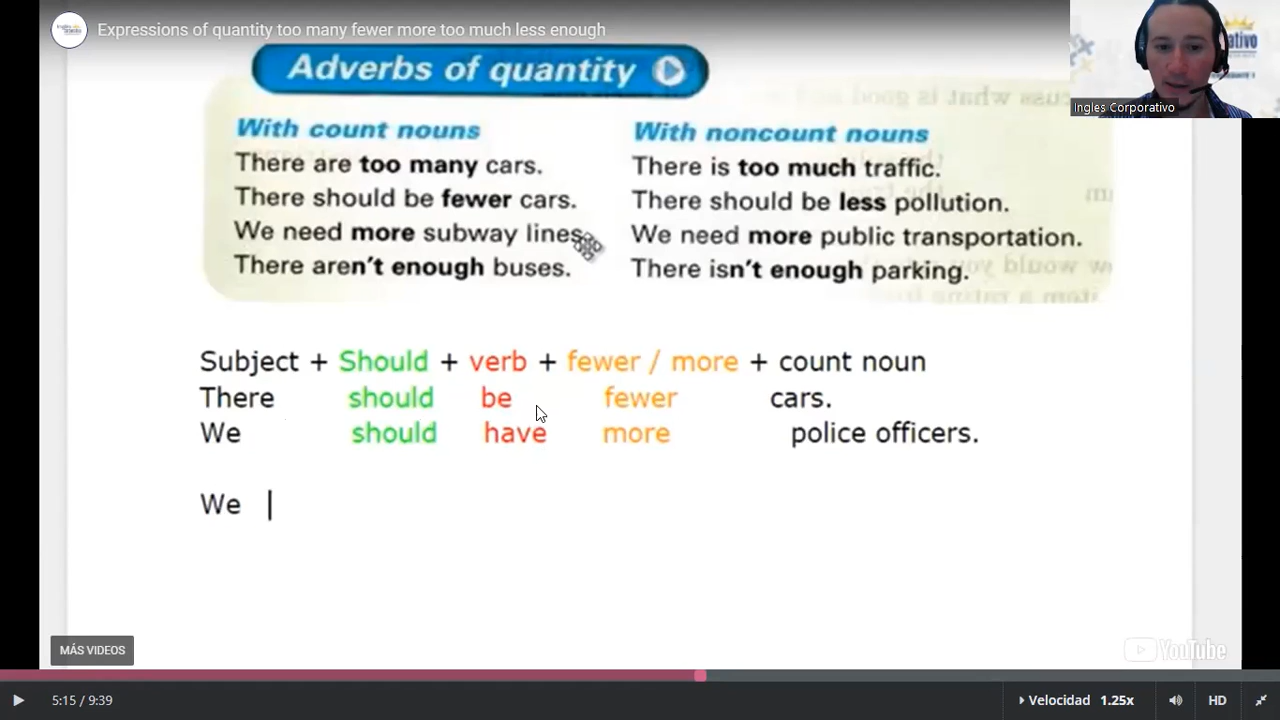 Expressions of quantity too many fewer more too much less enough
Ingles Corporativo
Adverbs of quantity
With count nouns
There are too many cars.
There should be fewer cars.
We need more subway lines.
There aren't enough buses.
With noncount nouns
There is too much traffic.
There should be less pollution.
We need more public transportation.
There isn't enough parking.
Subject + Should + verb + fewer / more + count noun
There should be fewer cars.
We should have more police officers.
We
MÁS VIDEOS
YouTube
5:15 / 9:39
Velocidad 1.25x
HD